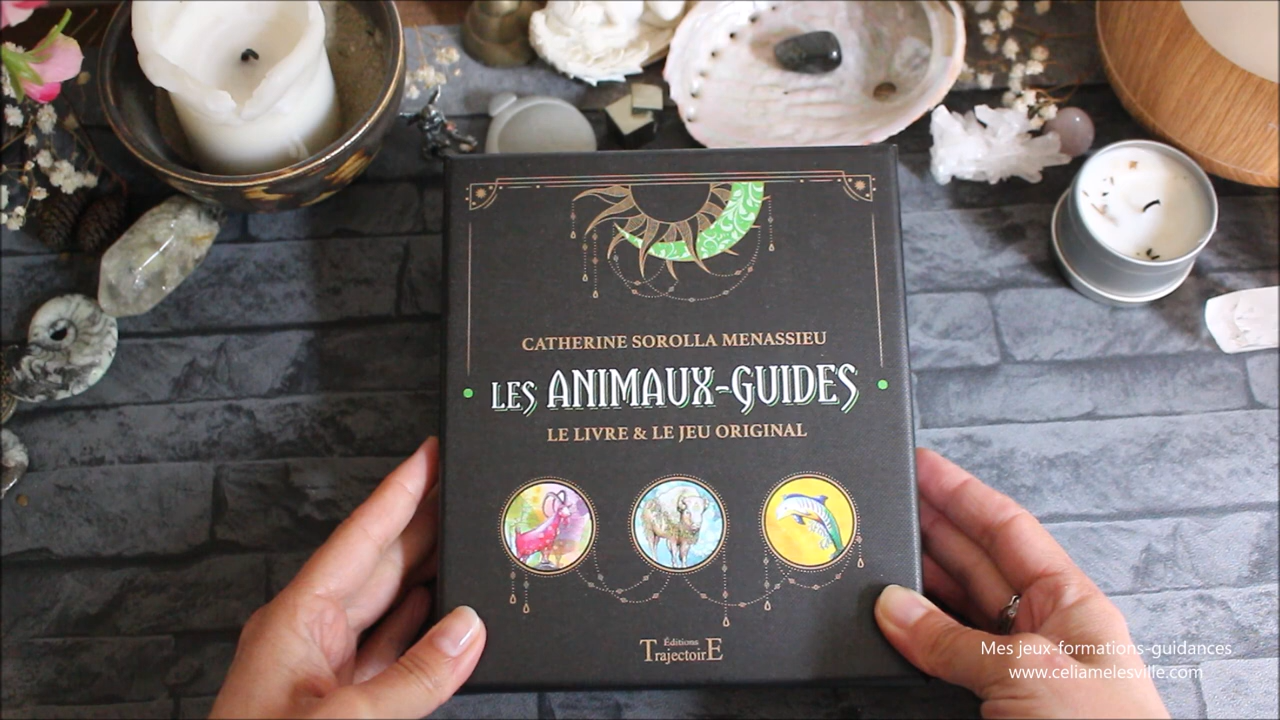 CATHERINE SOROLLA MENASSIEU
LES ANIMAUX-GUIDES
LE LIVRE & LE JEU ORIGINAL
Éditions
TrajectoirE
Mes jeux-formations-guidances
www.celiamelesville.com